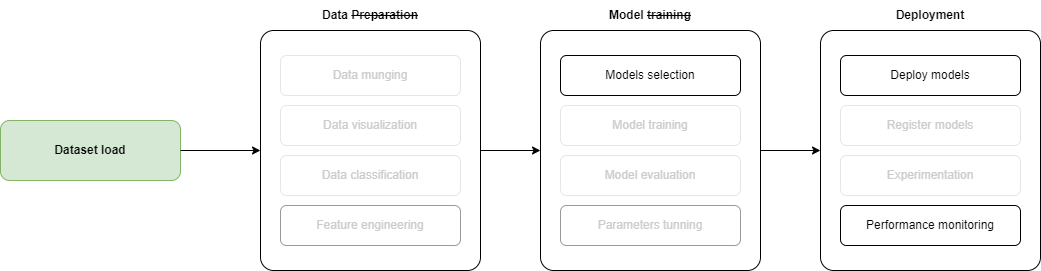 Dataset load
Data Preparation
Data munging
Data visualization
Data classification
Feature engineering
Model training
Models selection
Model training
Model evaluation
Parameters tunning
Deployment
Deploy models
Register models
Experimentation
Performance monitoring